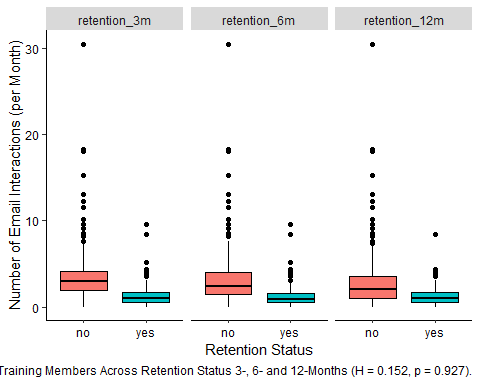 retention_3m retention_6m retention_12m
Number of Email Interactions (per Month)
30
20
10
0
no yes no yes no yes
Retention Status
Training Members Across Retention Status 3-, 6- and 12-Months (H = 0.152, p = 0.927).